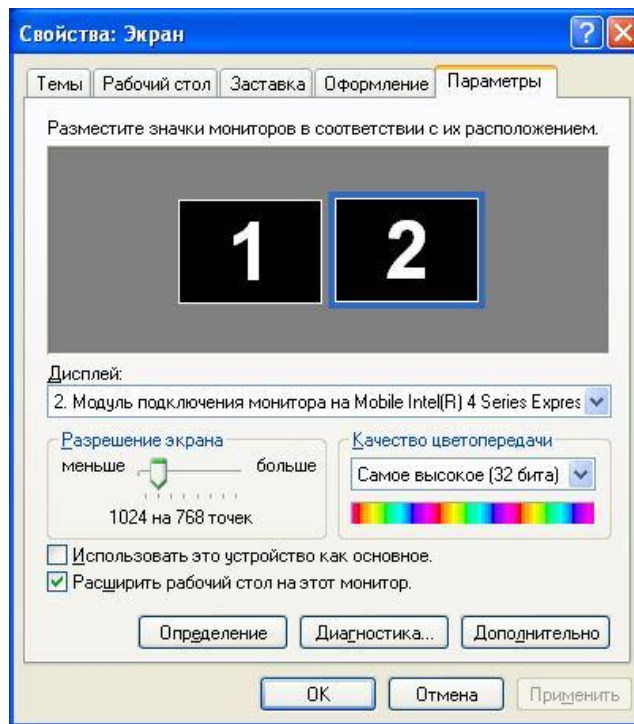 Свойства: Экран
Темы Рабочий стол Заставка Оформление Параметры
Разместите значки мониторов в соответствии с их расположением.
1 2
Дисплей:
2. Модуль подключения монитора на Mobile Intel(R) 4 Series Expres
Разрешение экрана
меньше больше
1024 на 768 точек
Качество цветопередачи
Самое высокое (32 бита)
Использовать это устройство как основное.
Расширить рабочий стол на этот монитор.
Определение Диагностика... Дополнительно
ОК Отмена Применить